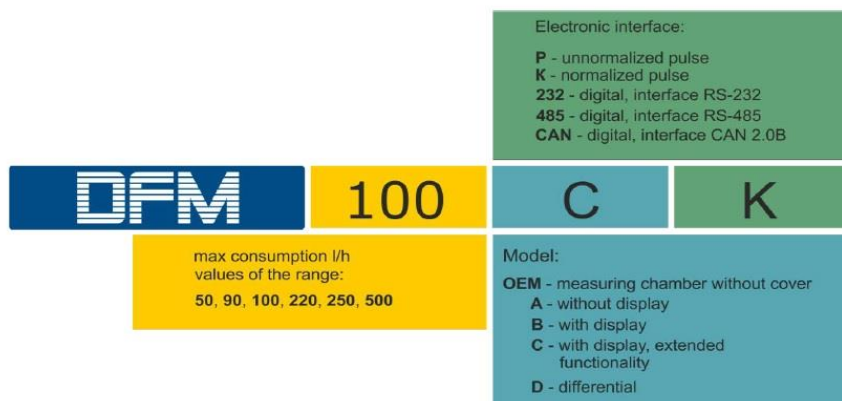 Electronic interface:
P - unnormalized pulse
K - normalized pulse
232 - digital, interface RS-232
485 - digital, interface RS-485
CAN - digital, interface CAN 2.0B
DFM 100 C K
max consumption l/h
values of the range:
50, 90, 100, 220, 250, 500
Model:
OEM - measuring chamber without cover
A - without display
B - with display
C - with display, extended
functionality
D - differential